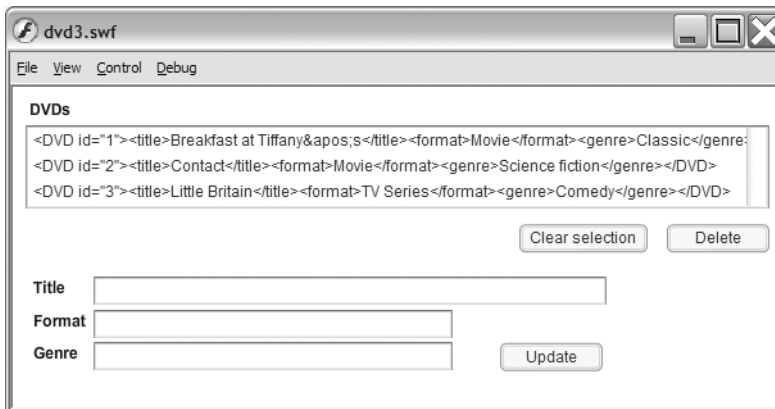 dvd3.swf
File View Control Debug
DVDs
<DVD id="1"><title>Breakfast at Tiffany&apos;s</title><format>Movie</format><genre>Classic</genre>
<DVD id="2"><title>Contact</title><format>Movie</format><genre>Science fiction</genre></DVD>
<DVD id="3"><title>Little Britain</title><format>TV Series</format><genre>Comedy</genre></DVD>
Clear selection Delete
Title
Format
Genre Update